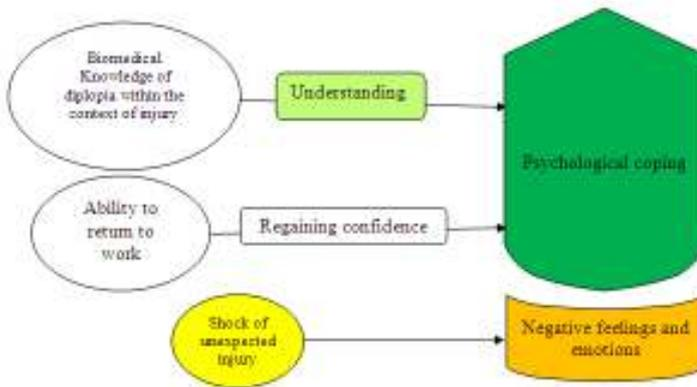 Biomedical
Knowledge of
diplopia within the
context of injury
Understanding
Psychological coping
Ability to
return to
work
Regaining confidence
Shock of
unexpected
injury
Negative feelings and
emotions